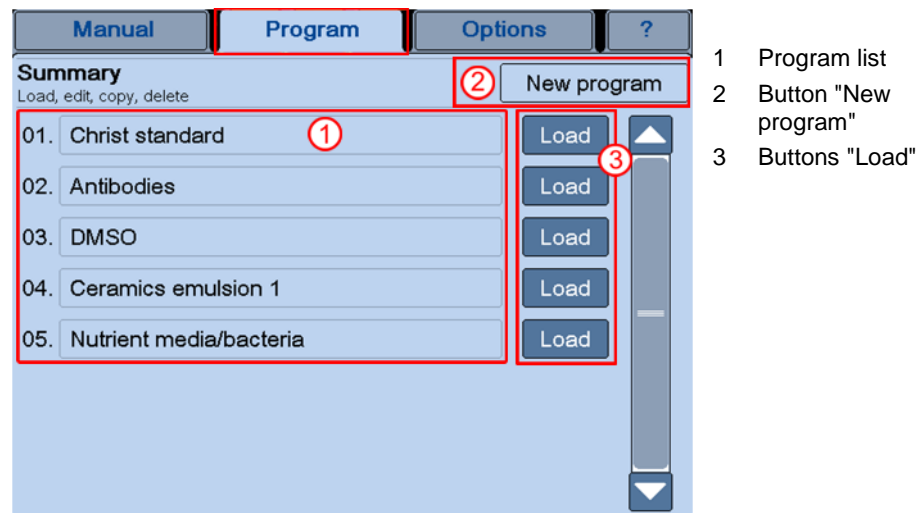 Manual Program Options ?
Summary
Load, edit, copy, delete
2 New program
01. Christ standard 1 Load
3
02. Antibodies Load
03. DMSO Load
04. Ceramics emulsion 1 Load
05. Nutrient media/bacteria Load
1 Program list
2 Button "New
program"
3 Buttons "Load"